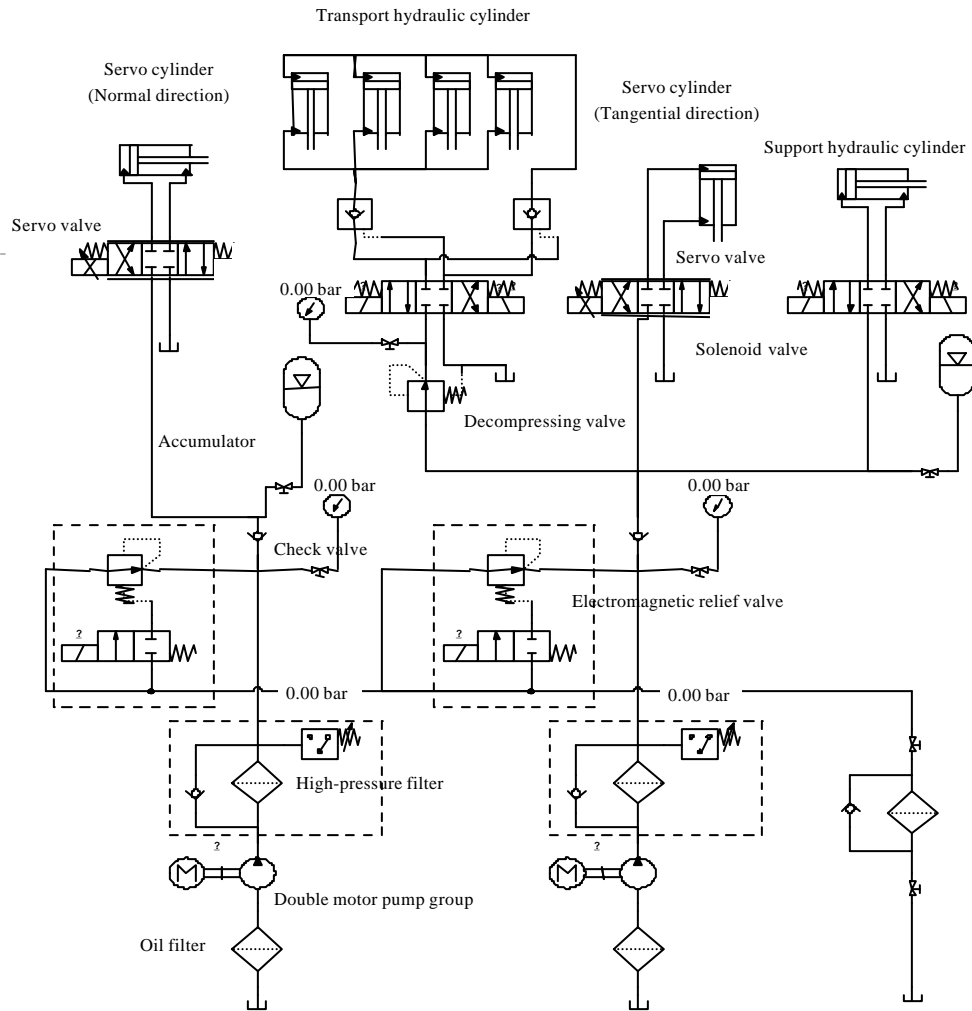 Transport hydraulic cylinder
Servo cylinder
(Normal direction)
Servo cylinder
(Tangential direction)
Support hydraulic cylinder
Servo valve
Servo valve
0.00 bar
? ?
?
?
Solenoid valve
Decompressing valve
Accumulator
0.00 bar
0.00 bar
Check valve
Electromagnetic relief valve
?
?
0.00 bar
0.00 bar
High-pressure filter
?
?
M
M
Double motor pump group
Oil filter